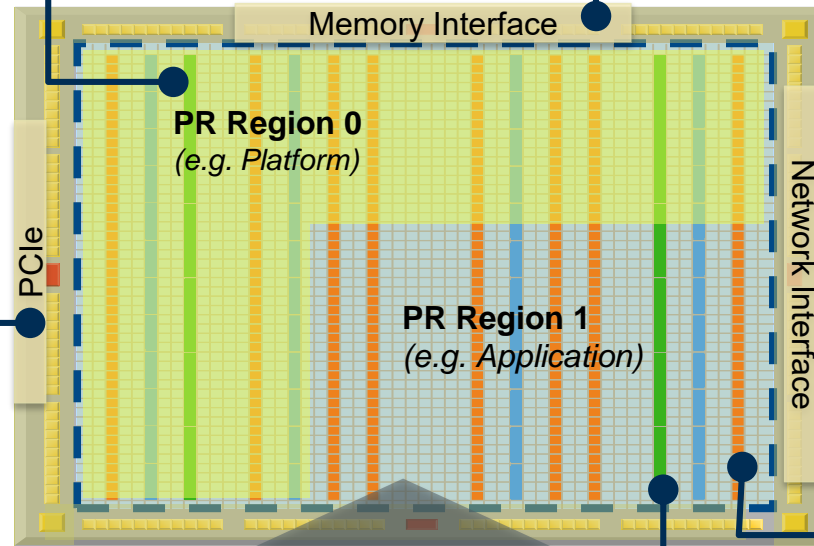 Memory Interface
PR Region 0
(e.g. Platform)
PCIe
PR Region 1
(e.g. Application)
Network Interface